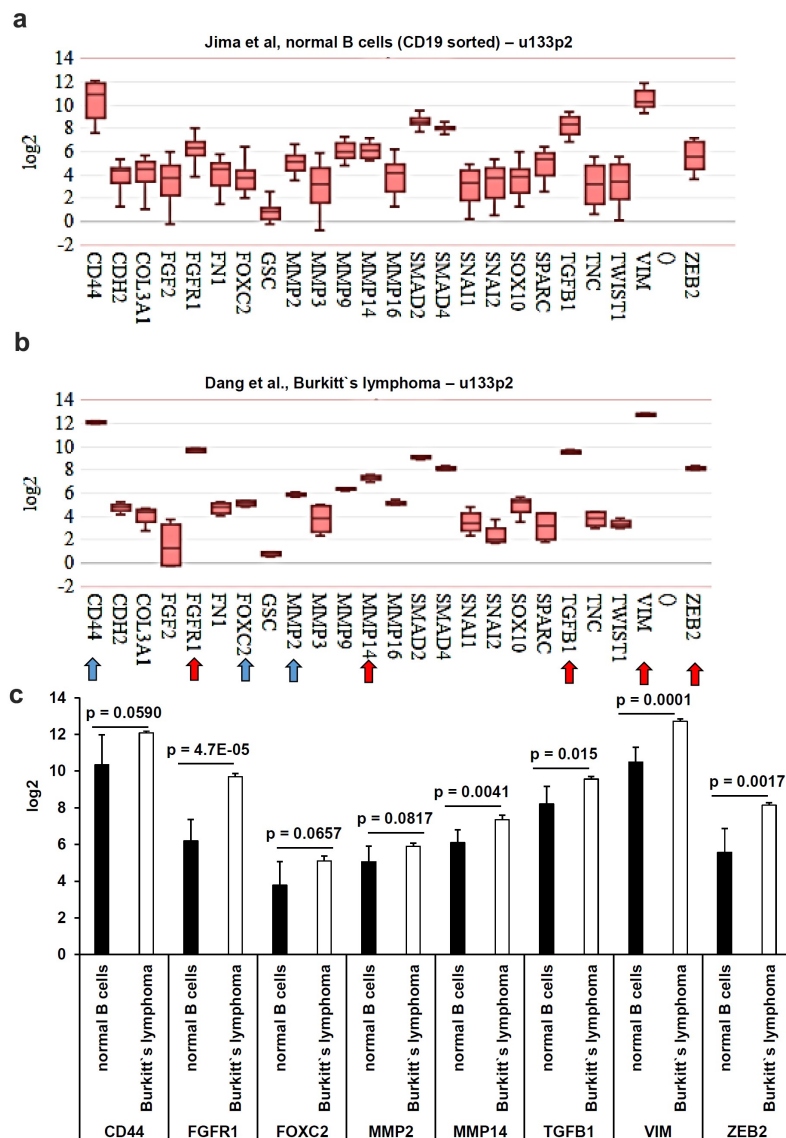 a
Jima et al, normal B cells (CD19 sorted) – u133p2
14
12
10
8
6
4
2
0
-2
log2
CD44
CDH2
COL3A1
FGF2
FGFR1
FN1
FOXC2
GSC
MMP2
MMP3
MMP9
MMP14
MMP16
SMAD2
SMAD4
SNAI1
SNAI2
SOX10
SPARC
TGFB1
TNC
TWIST1
VIM
()
ZEB2
b
Dang et al., Burkitt`s lymphoma – u133p2
14
12
10
8
6
4
2
0
-2
log2
CD44
CDH2
COL3A1
FGF2
FGFR1
FN1
FOXC2
GSC
MMP2
MMP3
MMP9
MMP14
MMP16
SMAD2
SMAD4
SNAI1
SNAI2
SOX10
SPARC
TGFB1
TNC
TWIST1
VIM
()
ZEB2
c
14
12
10
8
6
4
2
0
log2
p = 0.0590
p = 4.7E-05
p = 0.0657
p = 0.0817
p = 0.0041
p = 0.015
p = 0.0001
p = 0.0017
normal B cells
Burkitt`s lymphoma
normal B cells
Burkitt`s lymphoma
normal B cells
Burkitt`s lymphoma
normal B cells
Burkitt`s lymphoma
normal B cells
Burkitt`s lymphoma
normal B cells
Burkitt`s lymphoma
normal B cells
Burkitt`s lymphoma
normal B cells
Burkitt`s lymphoma
CD44
FGFR1
FOXC2
MMP2
MMP14
TGFB1
VIM
ZEB2